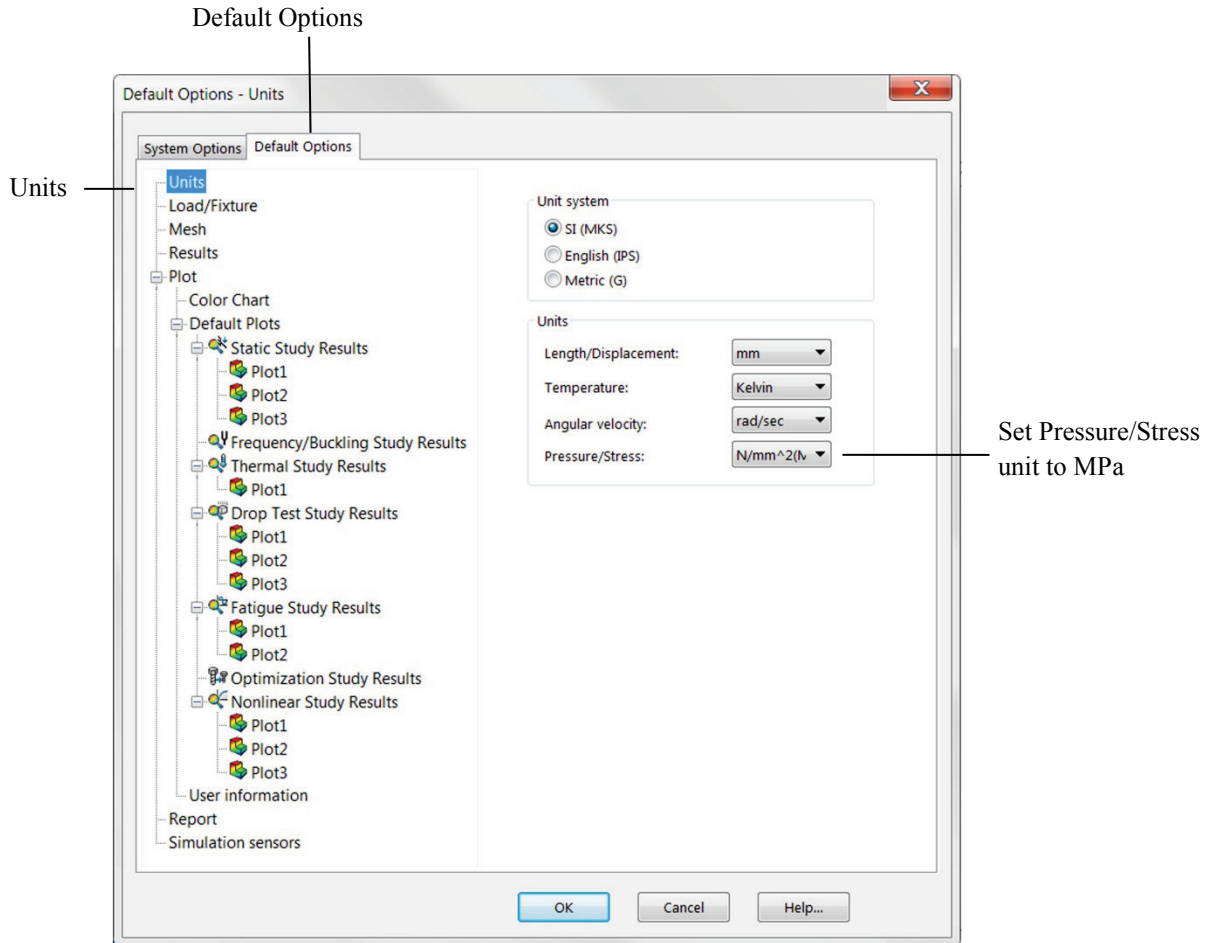 Default Options
Default Options - Units
System Options
Default Options
Units
Units
Load/Fixture
Mesh
Results
Plot
Color Chart
Default Plots
Static Study Results
Plot1
Plot2
Plot3
Frequency/Buckling Study Results
Thermal Study Results
Plot1
Drop Test Study Results
Plot1
Plot2
Plot3
Fatigue Study Results
Plot1
Plot2
Optimization Study Results
Nonlinear Study Results
Plot1
Plot2
Plot3
User information
Report
Simulation sensors
Unit system
SI (MKS)
English (IPS)
Metric (G)
Units
Length/Displacement: mm
Temperature: Kelvin
Angular velocity: rad/sec
Pressure/Stress: N/mm^2(M
Set Pressure/Stress
unit to MPa
OK Cancel Help...